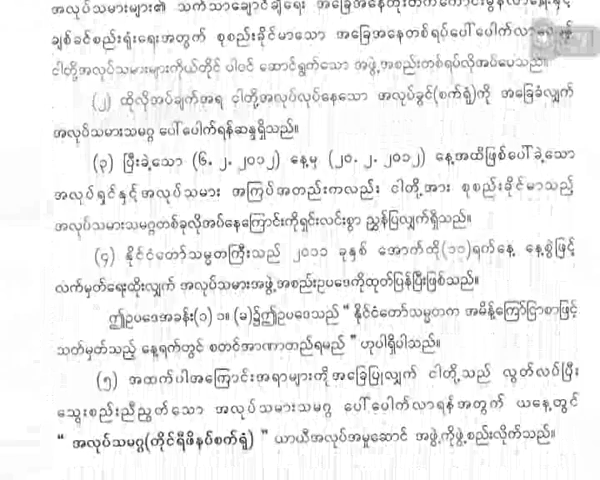 အလုပ်သမားများ၏ သက်သာချောင်ချိရေး အခြေအနေတိုးတက်ကောင်းမွန်လာရေးနှင့်
ချစ်ခင်စည်းရုံးရေးအတွက် စုစည်းခိုင်မာသော အခြေအနေတစ်ရပ်ပေါ်ပေါက်လာ
ငါတို့အလုပ်သမားများကိုယ်တိုင် ပါဝင် ဆောင်ရွက်သော အဖွဲ့အစည်းတစ်ရပ်လိုအပ်ပေသည်။
(၂) ထိုလိုအပ်ချက်အရ ငါတို့အလုပ်လုပ်နေသော အလုပ်ခွင်(စက်ရုံ)ကို အခြေခံလျှက်
အလုပ်သမားသမဂ္ဂ ပေါ်ပေါက်ရန်ဆန္ဒရှိသည်။
(၃) ပြီးခဲ့သော (၆. ၂. ၂၀၁၂) နေ့မှ (၂၀. ၂. ၂၀၁၂) နေ့အထိဖြစ်ပေါ်ခဲ့သော
အလုပ်ရှင်နှင့်အလုပ်သမား အကြပ်အတည်းကလည်း ငါတို့အား စုစည်းခိုင်မာသည့်
အလုပ်သမားသမဂ္ဂတစ်ခုလိုအပ်နေကြောင်းကိုရှင်းလင်းစွာ ညွှန်ပြလျှက်ရှိသည်။
(၄) နိုင်ငံတော်သမ္မတကြီးသည် ၂၀၁၁ ခုနှစ် အောက်တို(၁၁)ရက်နေ့ နေ့စွဲဖြင့်
လက်မှတ်ရေးထိုးလျှက် အလုပ်သမားအဖွဲ့အစည်းဥပဒေကိုထုတ်ပြန်ပြီးဖြစ်သည်။
ဤဥပဒေအခန်း(၁) ၁။ (ခ)၌ဤဥပဒေသည် “ နိုင်ငံတော်သမ္မတက အမိန့်ကြော်ငြာစာဖြင့်
သတ်မှတ်သည့် နေ့ရက်တွင် စတင်အာဏာတည်ရမည် ” ဟုပါရှိပါသည်။
(၅) အထက်ပါအကြောင်းအရာများကိုအခြေပြုလျှက် ငါတို့သည် လွတ်လပ်ပြီး
သွေးစည်းညီညွတ်သော အလုပ်သမားသမဂ္ဂ ပေါ်ပေါက်လာရန်အတွက် ယနေ့တွင်
“ အလုပ်သမဂ္ဂ(တိုင်ရီဖိနပ်စက်ရုံ) ” ယာယီအလုပ်အမှုဆောင် အဖွဲ့ကိုဖွဲ့စည်းလိုက်သည်။